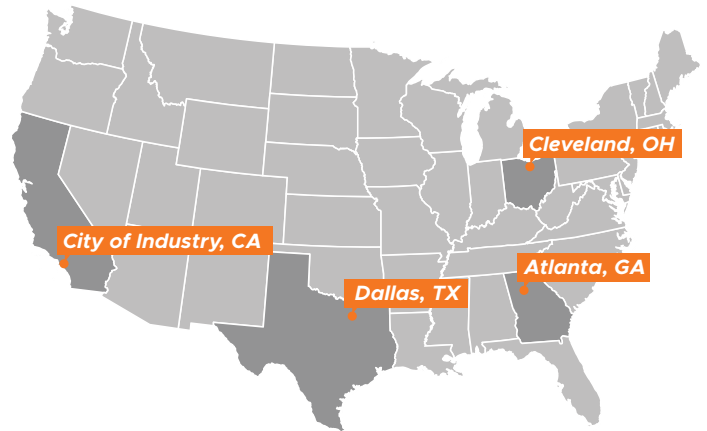 Cleveland, OH
City of Industry, CA
Atlanta, GA
Dallas, TX